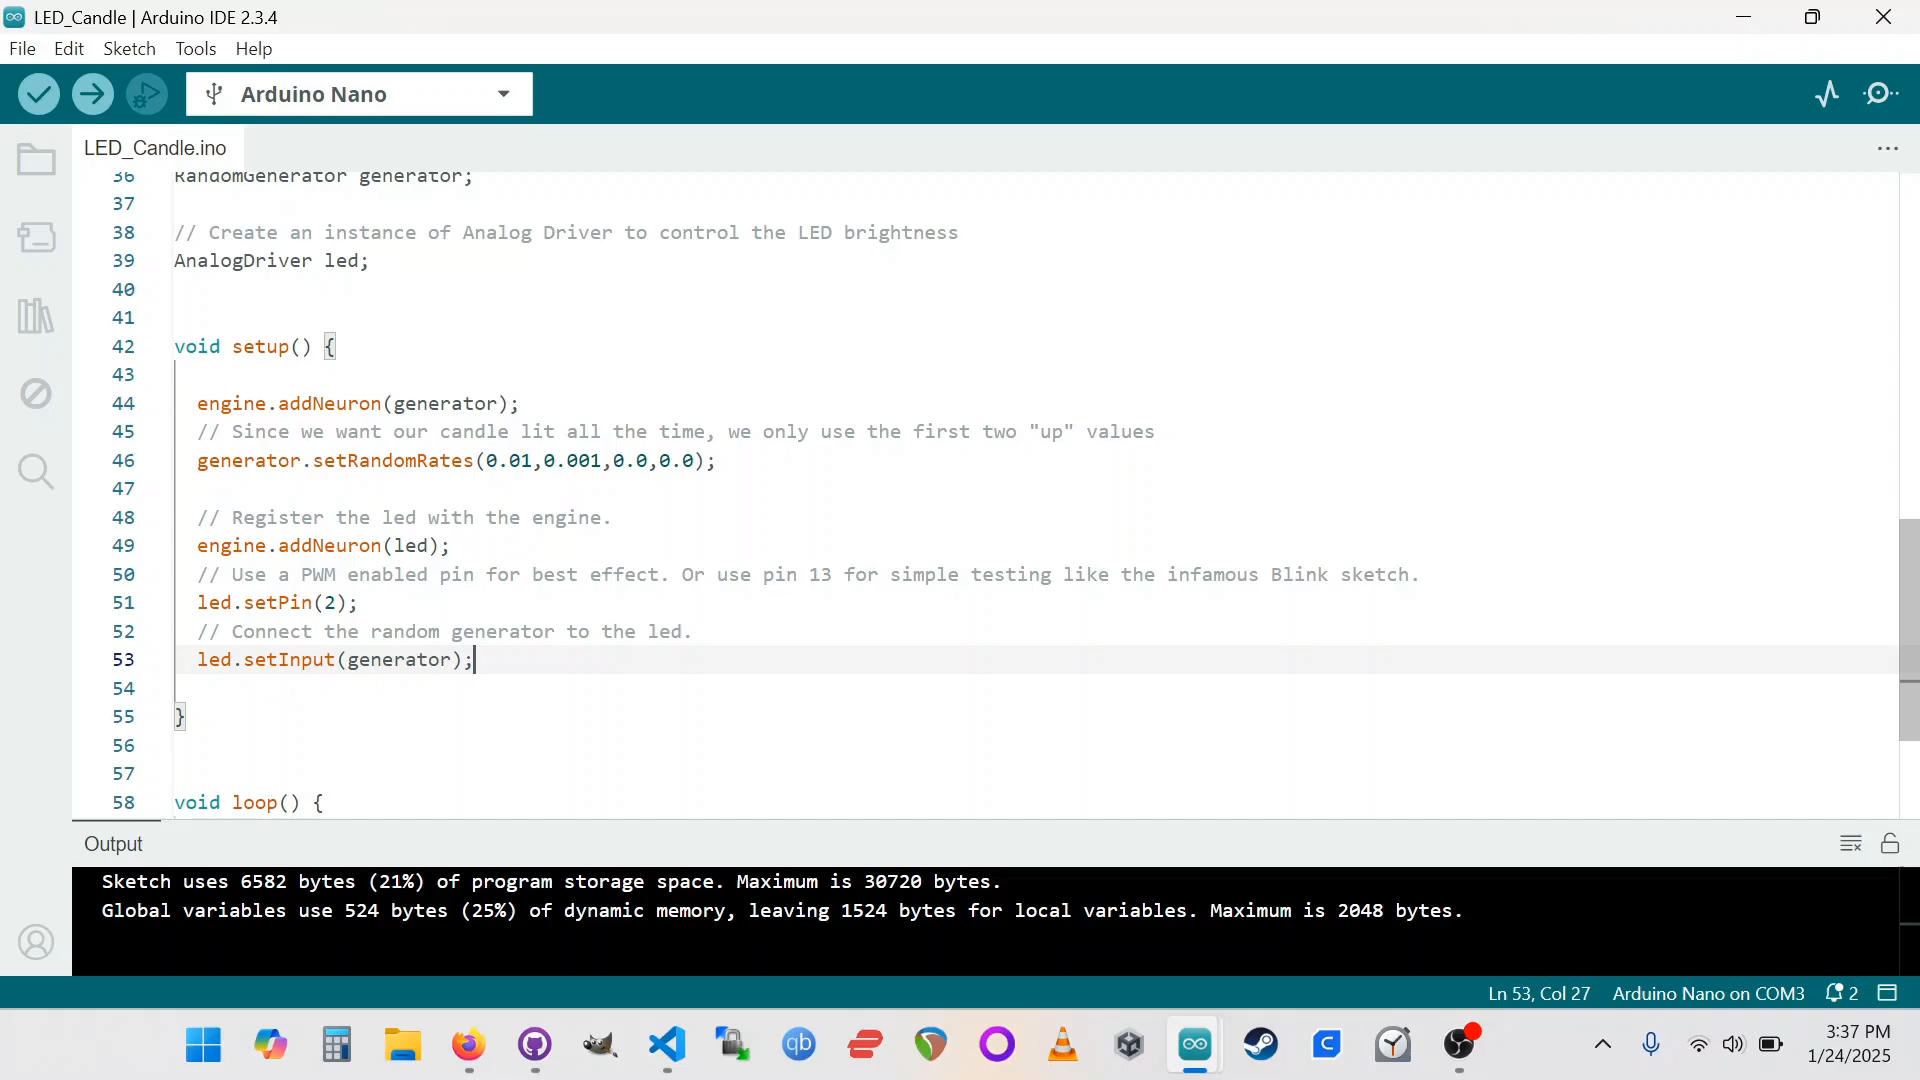 LED_Candle | Arduino IDE 2.3.4
File Edit Sketch Tools Help
Arduino Nano
LED_Candle.ino
36 RandomGenerator generator;
37
38 // Create an instance of Analog Driver to control the LED brightness
39 AnalogDriver led;
40
41
42 void setup() {
43
44 engine.addNeuron(generator);
45 // Since we want our candle lit all the time, we only use the first two "up" values
46 generator.setRandomRates(0.01,0.001,0.0,0.0);
47
48 // Register the led with the engine.
49 engine.addNeuron(led);
50 // Use a PWM enabled pin for best effect. Or use pin 13 for simple testing like the infamous Blink sketch.
51 led.setPin(2);
52 // Connect the random generator to the led.
53 led.setInput(generator);
54
55 }
56
57
58 void loop() {
Output
Sketch uses 6582 bytes (21%) of program storage space. Maximum is 30720 bytes.
Global variables use 524 bytes (25%) of dynamic memory, leaving 1524 bytes for local variables. Maximum is 2048 bytes.
Ln 53, Col 27 Arduino Nano on COM3 2
qb
C
3:37 PM
1/24/2025